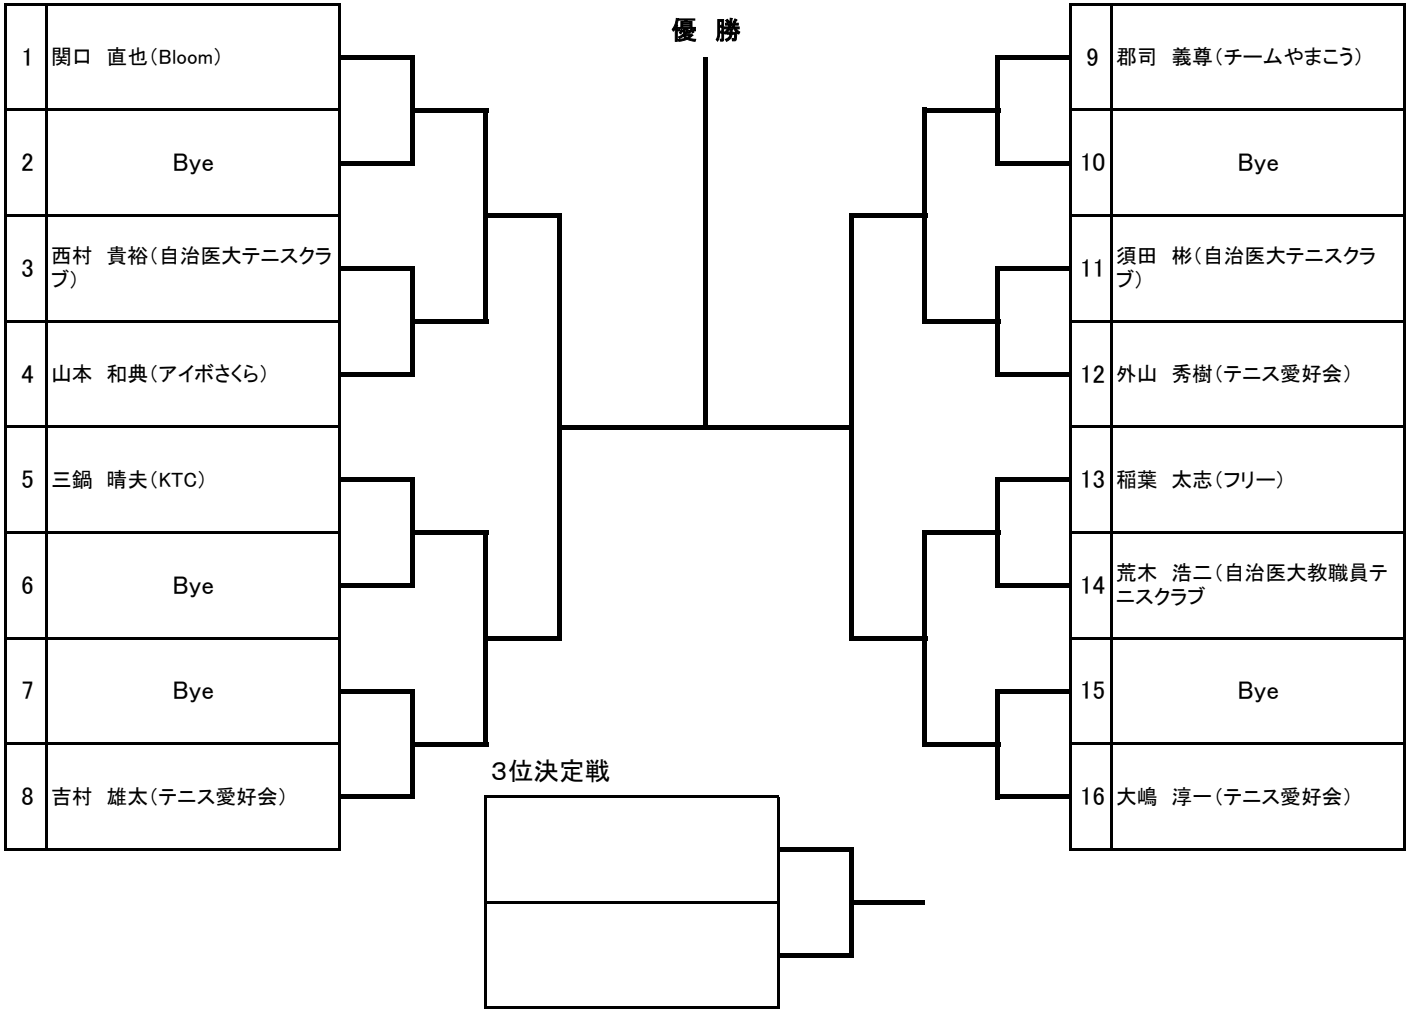 優　勝
1 関口　直也（Bloom）
2 Bye
3 西村　貴裕（自治医大テニスクラ
ブ）
4 山本　和典（アイボさくら）
5 三鍋　晴夫（KTC）
6 Bye
7 Bye
8 吉村　雄太（テニス愛好会）
9 郡司　義尊（チームやまこう）
10 Bye
11 須田　彬（自治医大テニスクラ
ブ）
12 外山　秀樹（テニス愛好会）
13 稲葉　太志（フリー）
14 荒木　浩二（自治医大教職員テ
ニスクラブ
15 Bye
16 大嶋　淳一（テニス愛好会）
３位決定戦